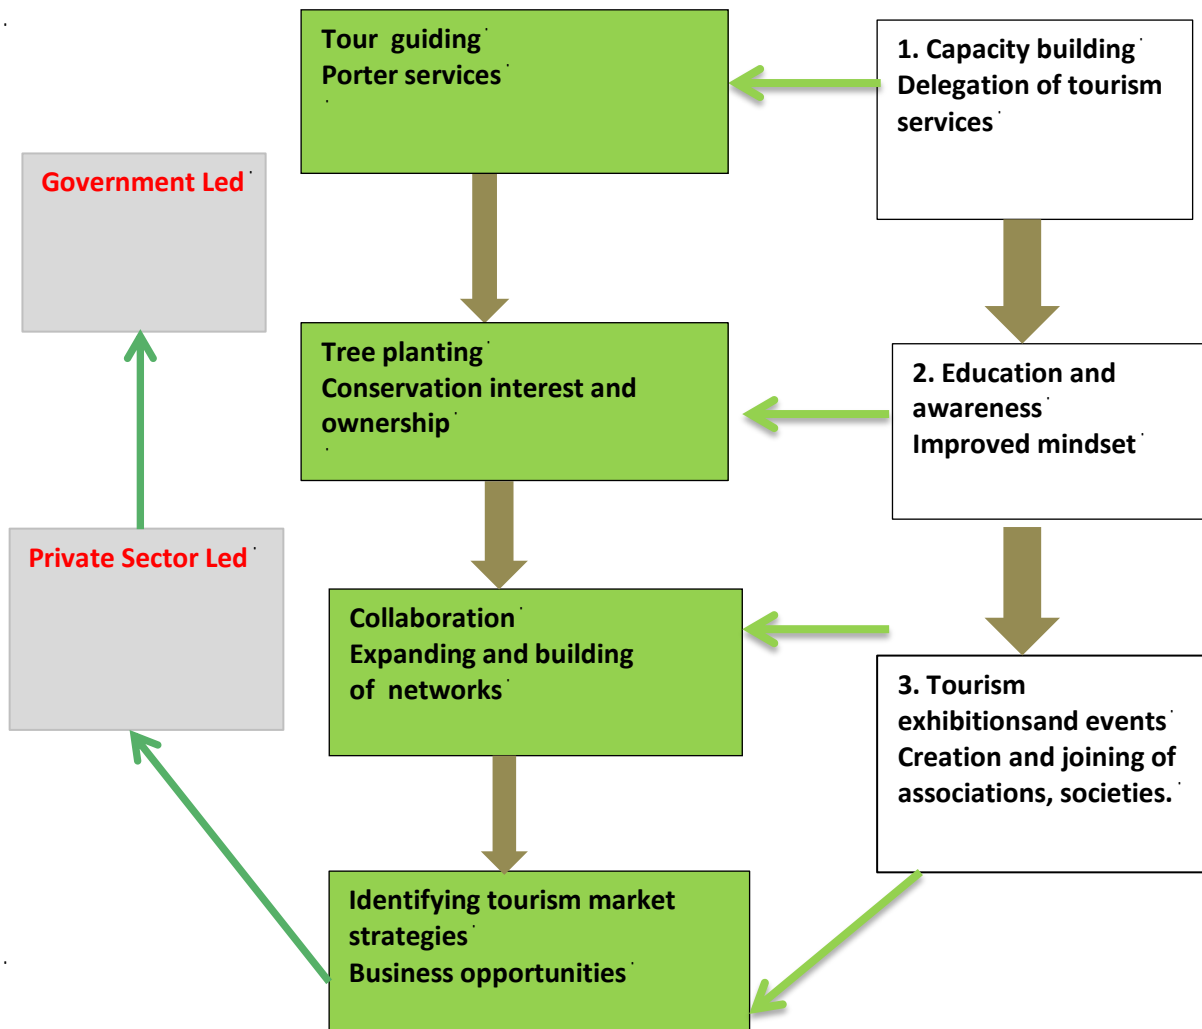 Tour guiding
Porter services
1. Capacity building
Delegation of tourism
services
Government Led
Tree planting
Conservation interest and
ownership
2. Education and
awareness
Improved mindset
Private Sector Led
Collaboration
Expanding and building
of networks
3. Tourism
exhibitionsand events
Creation and joining of
associations, societies.
Identifying tourism market
strategies
Business opportunities